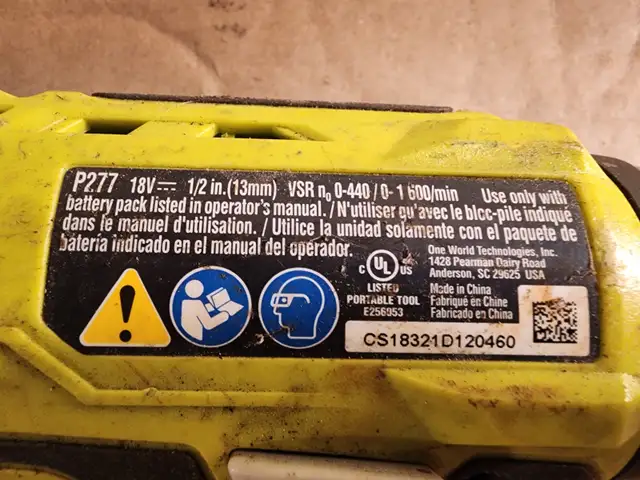 P277 18V⎓ 1/2 in.(13mm) VSR n₀ 0-440 / 0-1 600/min Use only with
battery pack listed in operator's manual. / N'utiliser qu'avec le bloc-pile indiqué
dans le manuel d'utilisation. / Utilice la unidad solamente con el paquete de
batería indicado en el manual del operador.
One World Technologies, Inc.
1428 Pearman Dairy Road
Anderson, SC 29625 USA
C UL US
LISTED
PORTABLE TOOL
E256953
Made in China
Fabriqué en Chine
Fabricado en China
CS18321D120460